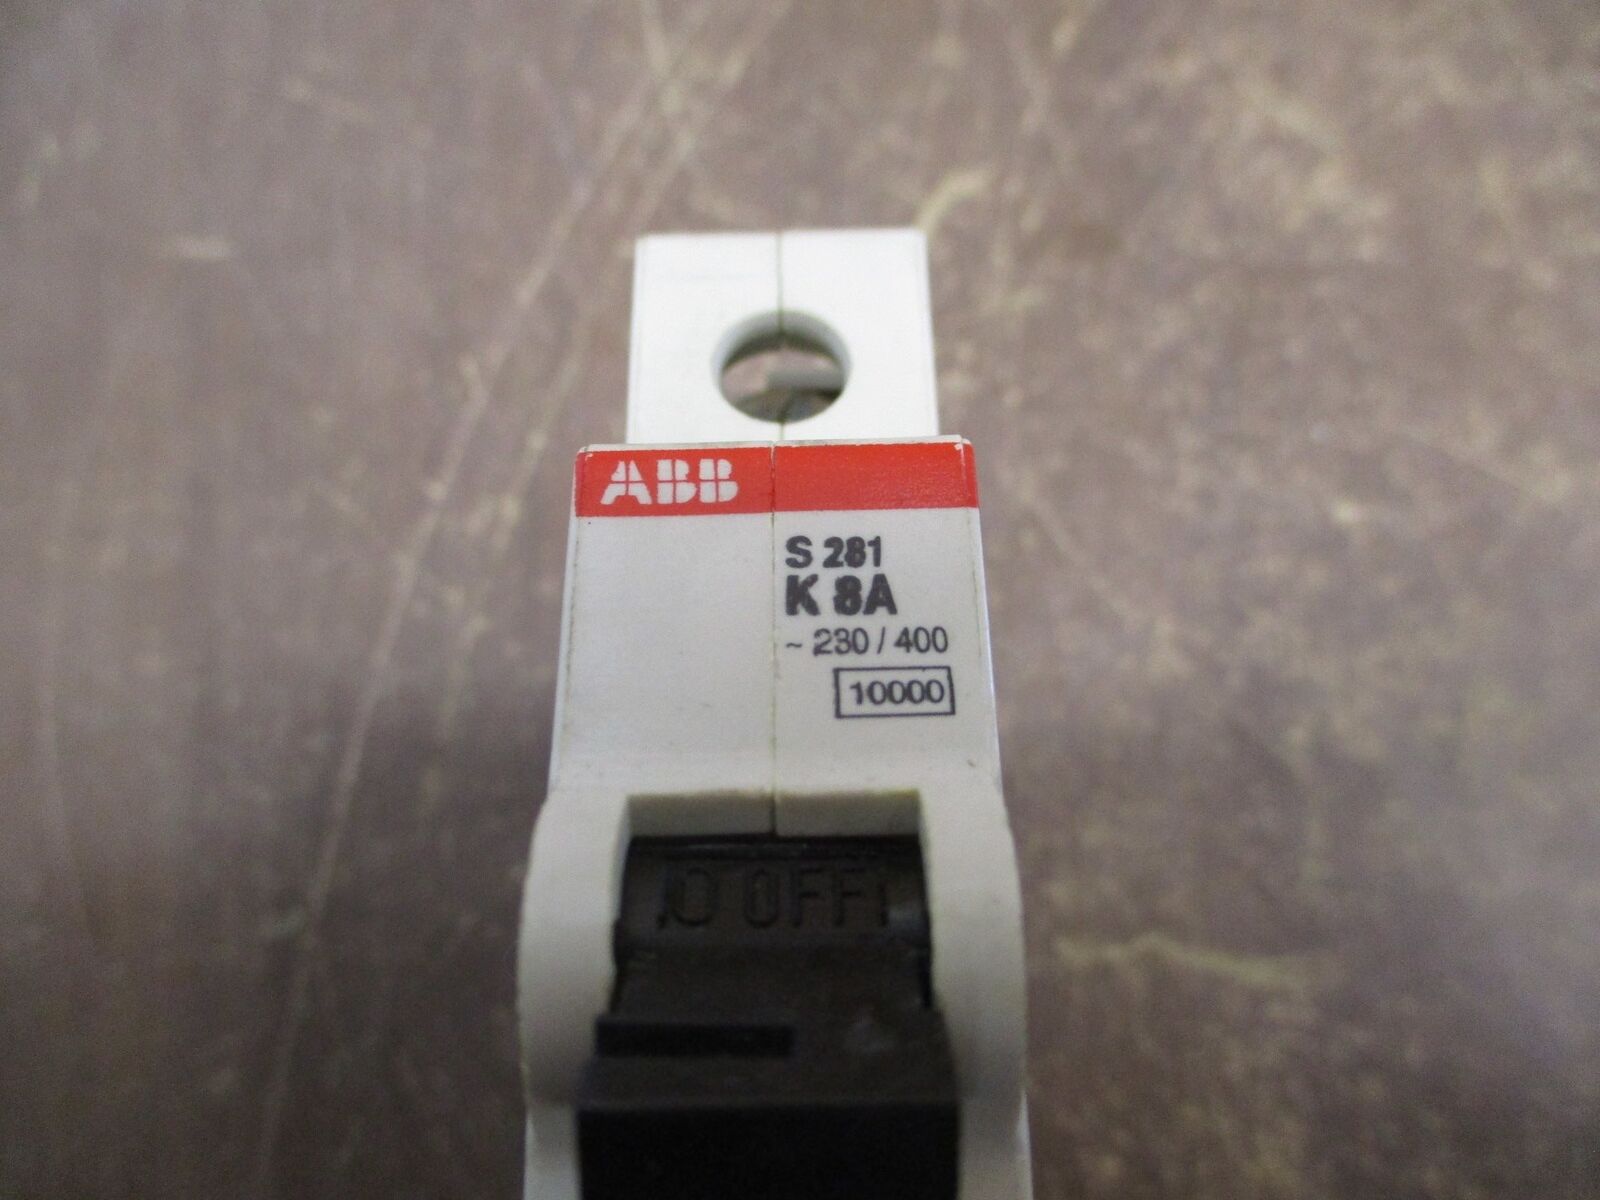 ABB
S 281
K 8A
~ 230 / 400
10000
O OFF